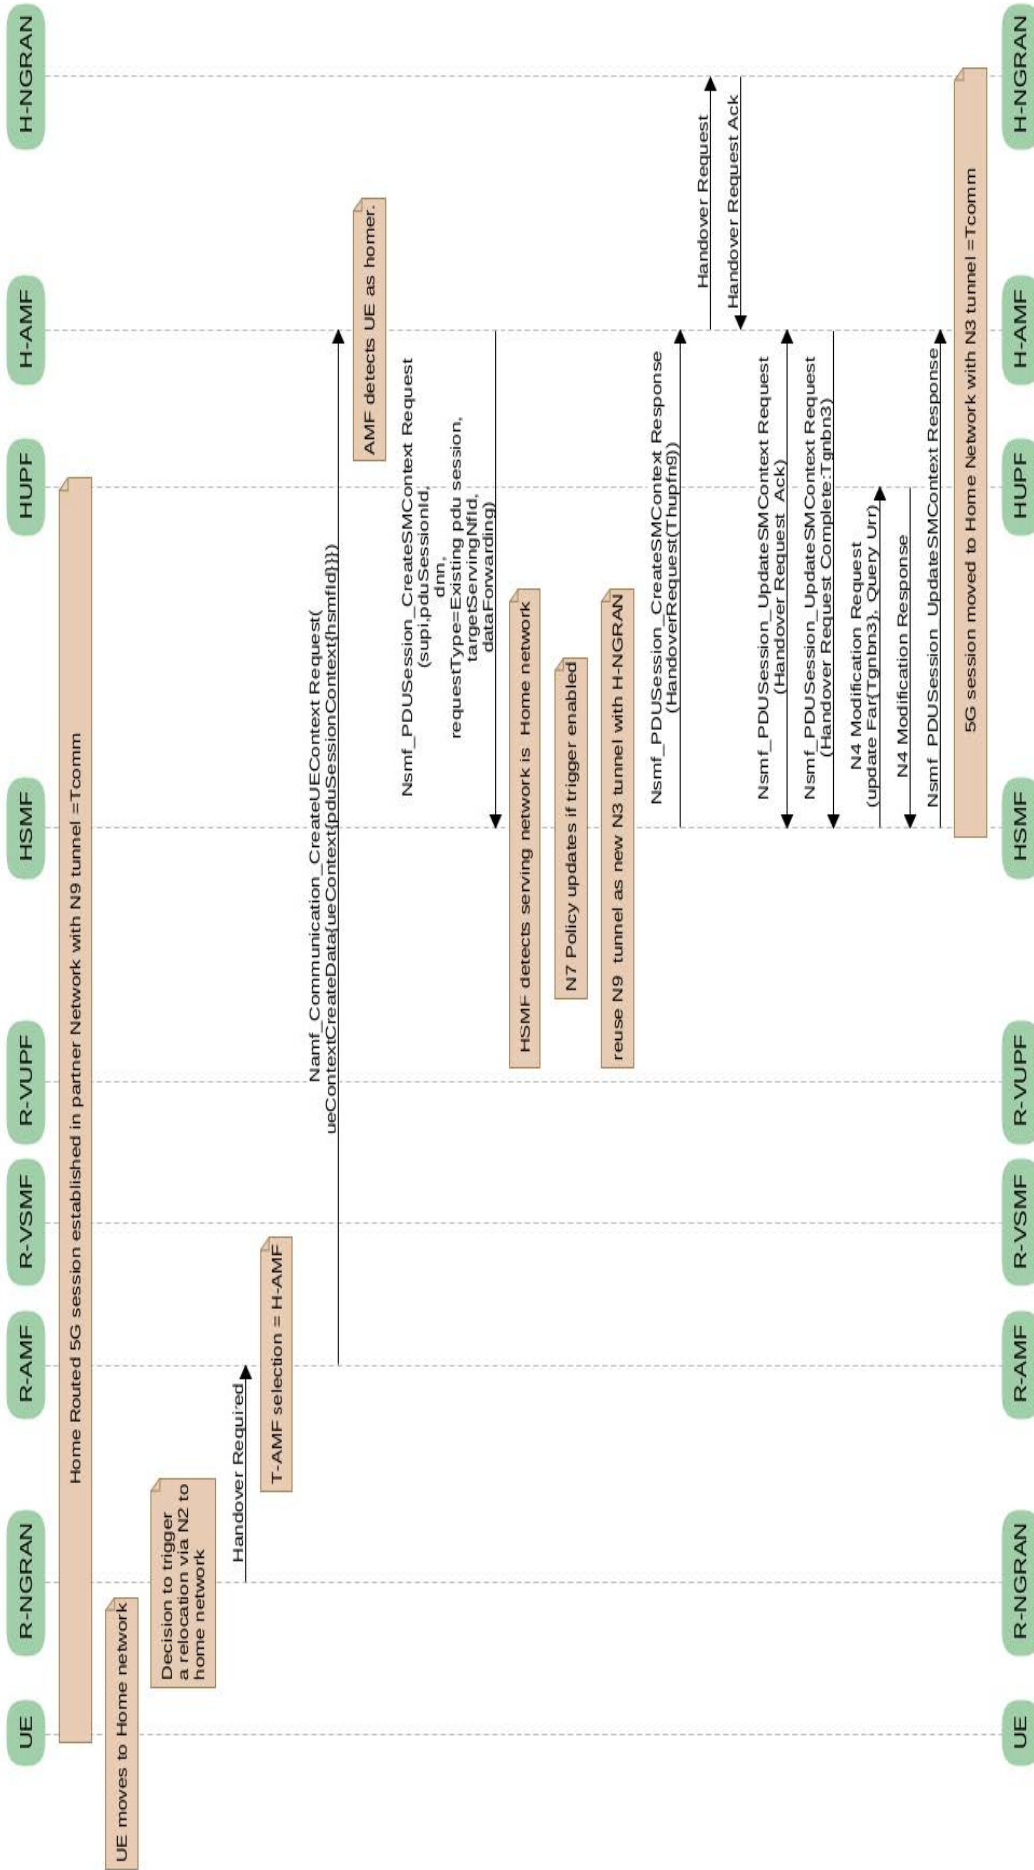 UE
R-NGRAN
R-AMF
R-VSMF
R-VUPF
HSMF
HUPF
H-AMF
H-NGRAN
Home Routed 5G session established in partner Network with N9 tunnel =Tcomm
UE moves to Home network
Decision to trigger
a relocation via N2 to
home network
Handover Required
T-AMF selection = H-AMF
Namf_Communication_CreateUEContext Request(
ueContextCreateData{ueContext{pduSessionContext{hsmfId}}})
AMF detects UE as homer.
Nsmf_PDUSession_CreateSMContext Request
(supi,pduSessionId,
dnn,
requestType=Existing pdu session,
targetServingNfId,
dataForwarding)
HSMF detects serving network is Home network
N7 Policy updates if trigger enabled
reuse N9 tunnel as new N3 tunnel with H-NGRAN
Nsmf_PDUSession_CreateSMContext Response
(HandoverRequest(Thupfn9))
Handover Request
Handover Request Ack
Nsmf_PDUSession_UpdateSMContext Request
(Handover Request Ack)
Nsmf_PDUSession_UpdateSMContext Request
(Handover Request Complete:Tgnbn3)
N4 Modification Request
(update Far{Tgnbn3}, Query Urr)
N4 Modification Response
Nsmf_PDUSession_UpdateSMContext Response
5G session moved to Home Network with N3 tunnel =Tcomm
UE
R-NGRAN
R-AMF
R-VSMF
R-VUPF
HSMF
HUPF
H-AMF
H-NGRAN